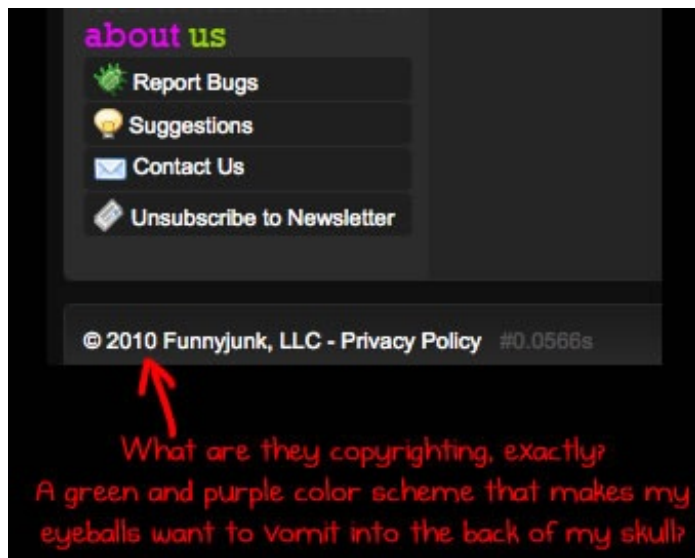 about us
Report Bugs
Suggestions
Contact Us
Unsubscribe to Newsletter
© 2010 Funnyjunk, LLC - Privacy Policy #0.0566s
What are they copyrighting, exactly?
A green and purple color scheme that makes my
eyeballs want to vomit into the back of my skull?